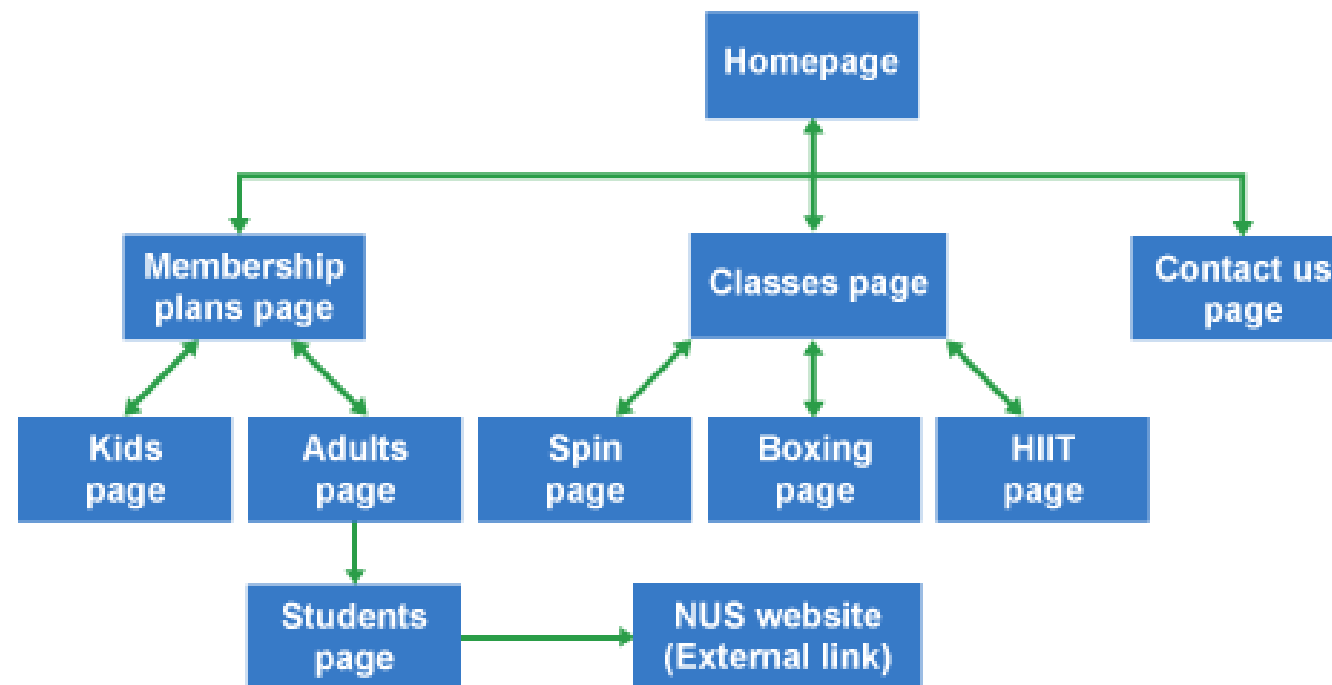 Homepage
Membership
plans page
Classes page
Contact us
page
Kids
page
Adults
page
Spin
page
Boxing
page
HIIT
page
Students
page
NUS website
(External link)